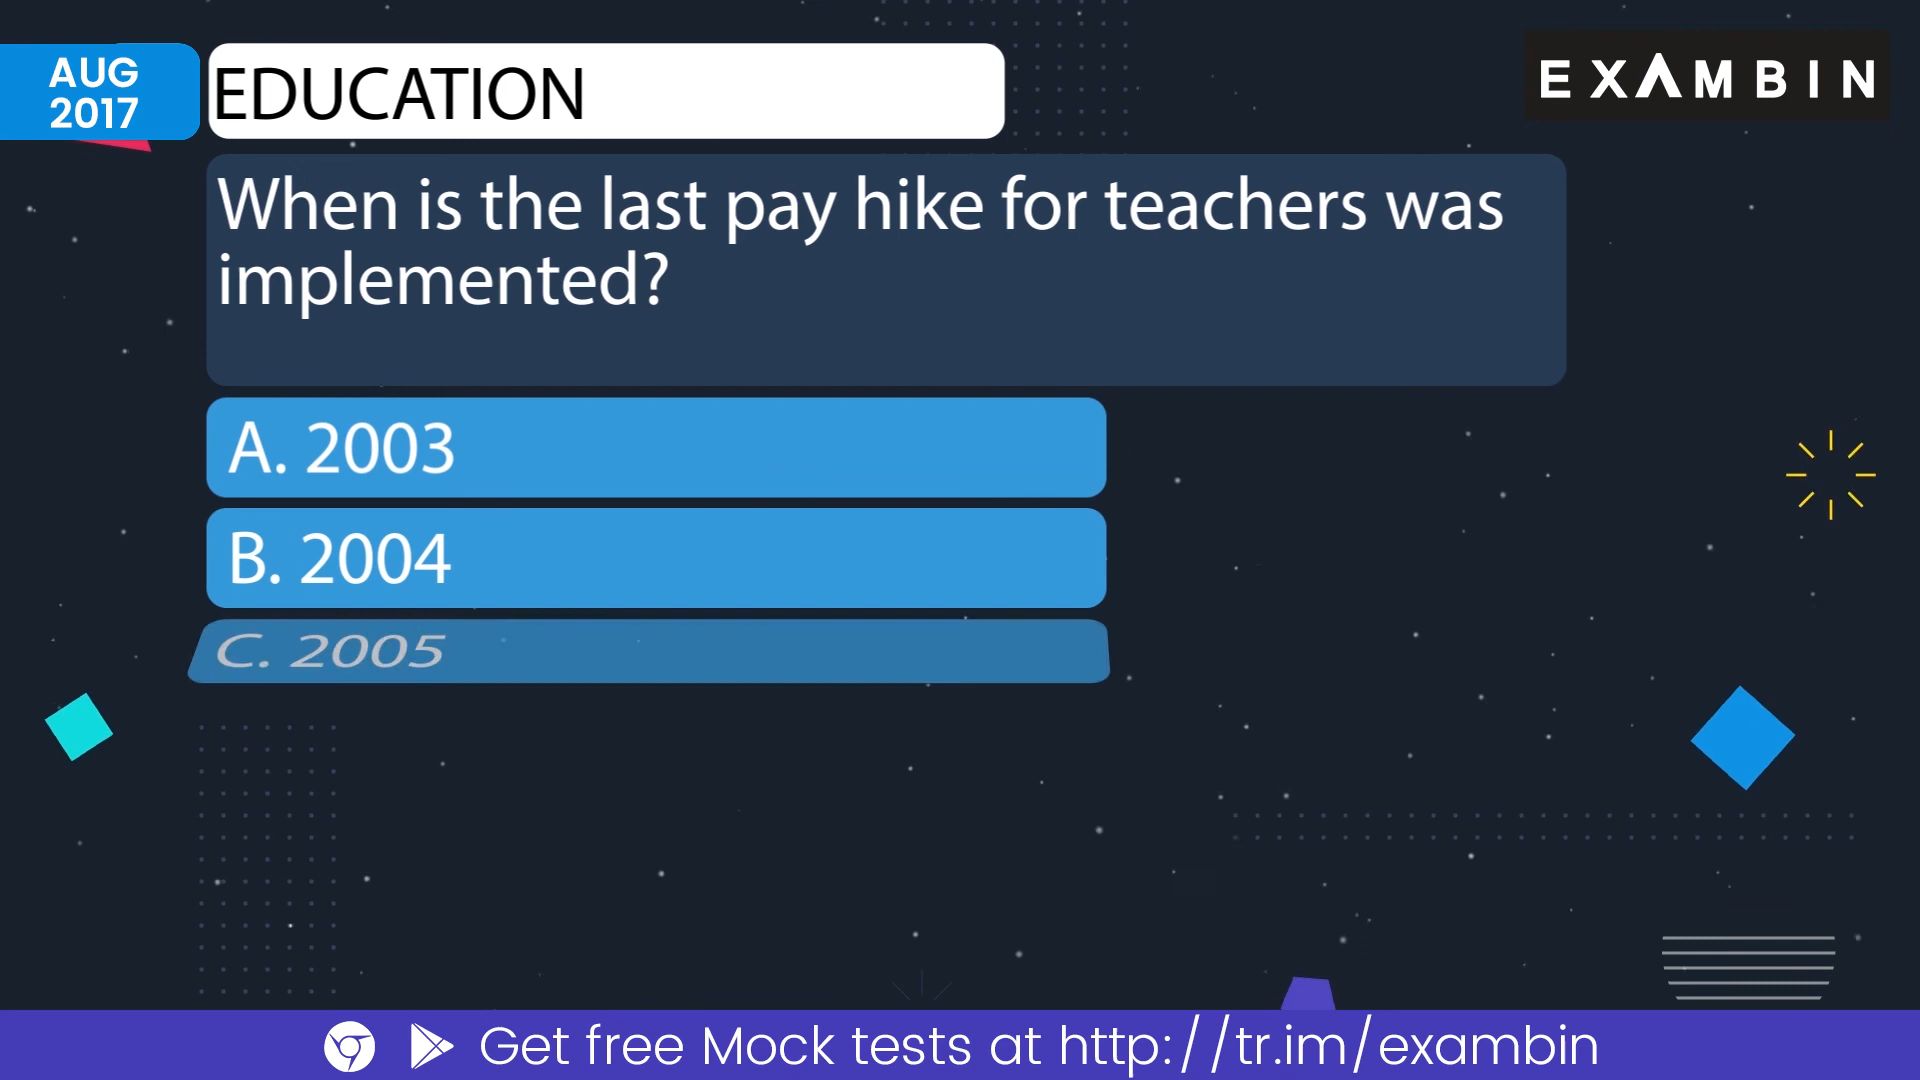 AUG
2017
EDUCATION
EXAMBIN
When is the last pay hike for teachers was
implemented?
A. 2003
B. 2004
C. 2005
Get free Mock tests at http://tr.im/exambin